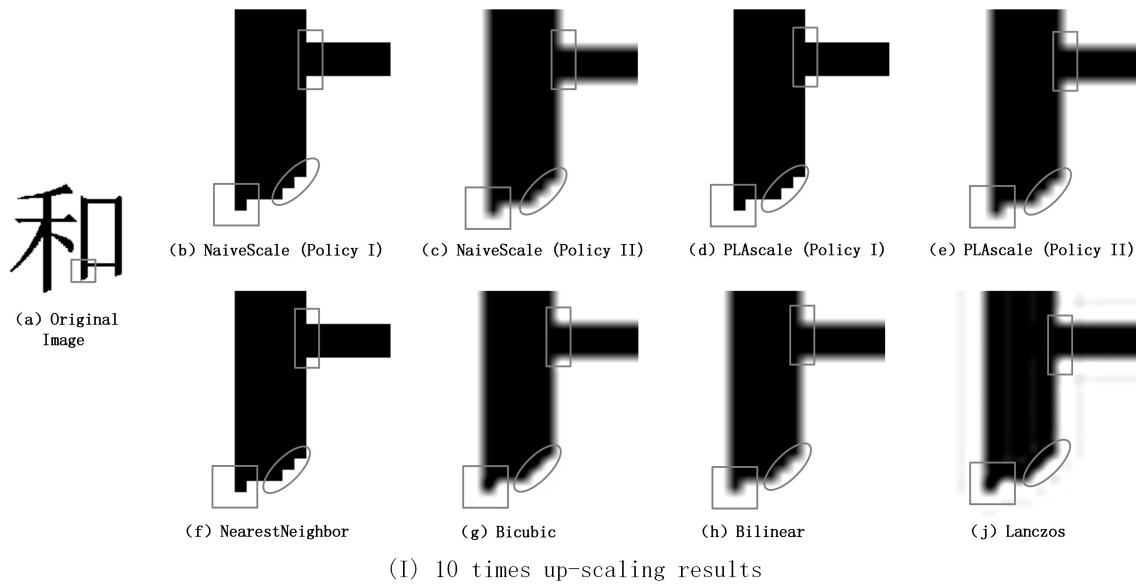 和
(a) Original
Image
(b) NaiveScale (Policy I)
(c) NaiveScale (Policy II)
(d) PLAscale (Policy I)
(e) PLAscale (Policy II)
(f) NearestNeighbor
(g) Bicubic
(h) Bilinear
(j) Lanczos
(I) 10 times up-scaling results